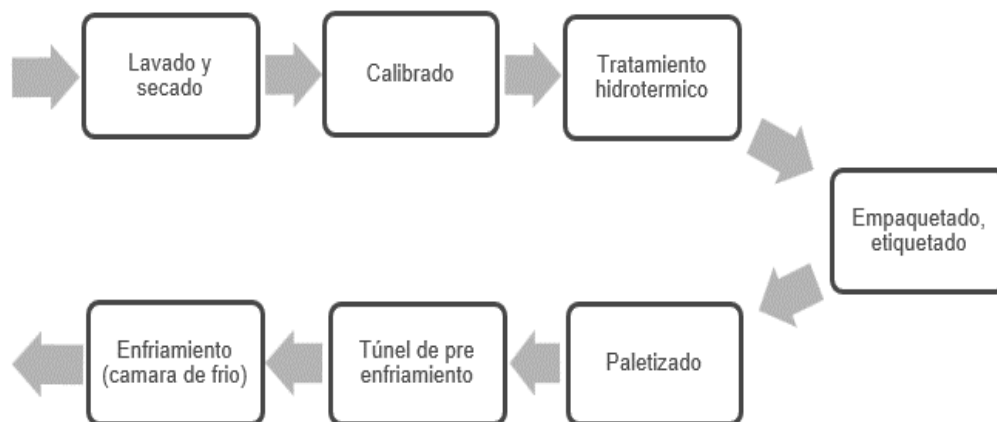 Lavado y
secado
Calibrado
Tratamiento
hidrotermico
Empaquetado,
etiquetado
Paletizado
Túnel de pre
enfriamiento
Enfriamiento
(camara de frio)